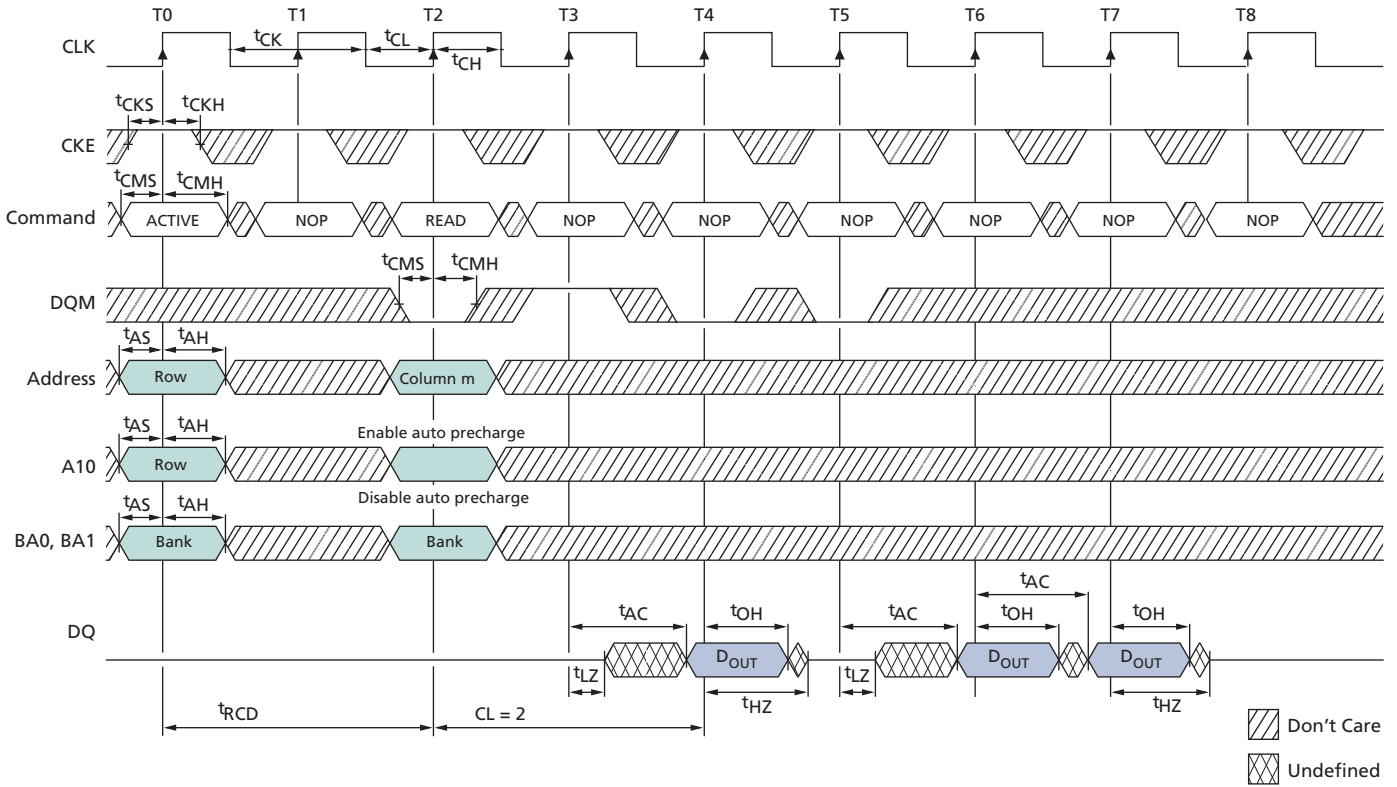 T0 T1 T2 T3 T4 T5 T6 T7 T8
CLK tCK tCL tCH
tCKS tCKH
CKE
tCMS tCMH
Command ACTIVE NOP READ NOP NOP NOP NOP NOP NOP
tCMS tCMH
DQM
tAS tAH
Address Row Column m
tAS tAH Enable auto precharge
A10 Row
tAS tAH Disable auto precharge
BA0, BA1 Bank Bank
tAC
tAC tOH tAC tOH tOH
DQ
DOUT DOUT DOUT
tLZ tHZ tLZ tHZ
tRCD CL = 2
Don't Care
Undefined